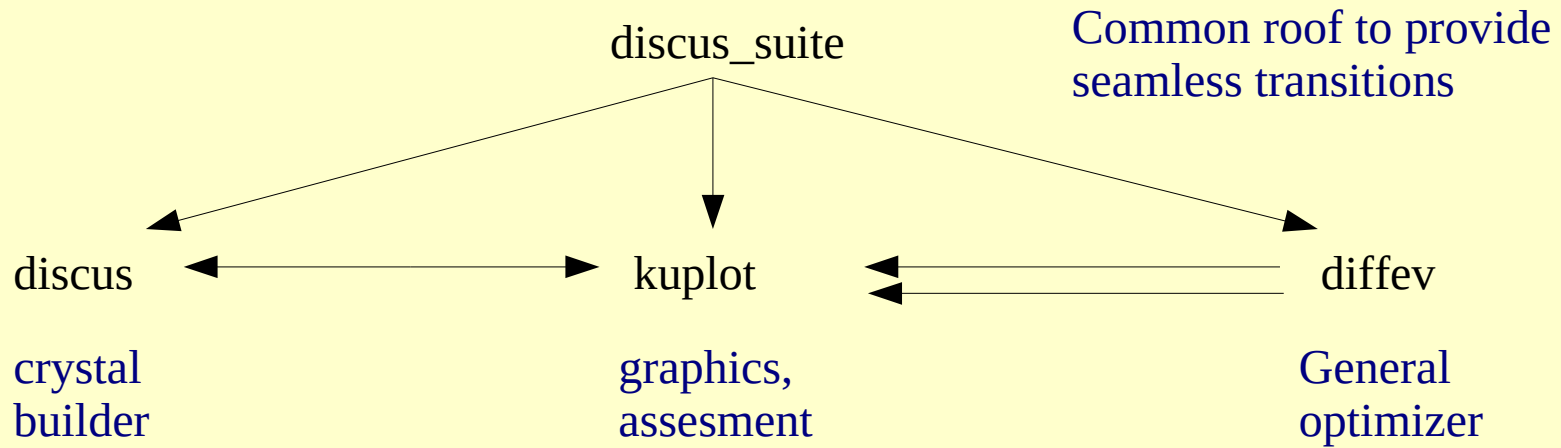 discus_suite
Common roof to provide
seamless transitions
discus
kuplot
diffev
crystal
builder
graphics,
assesment
General
optimizer